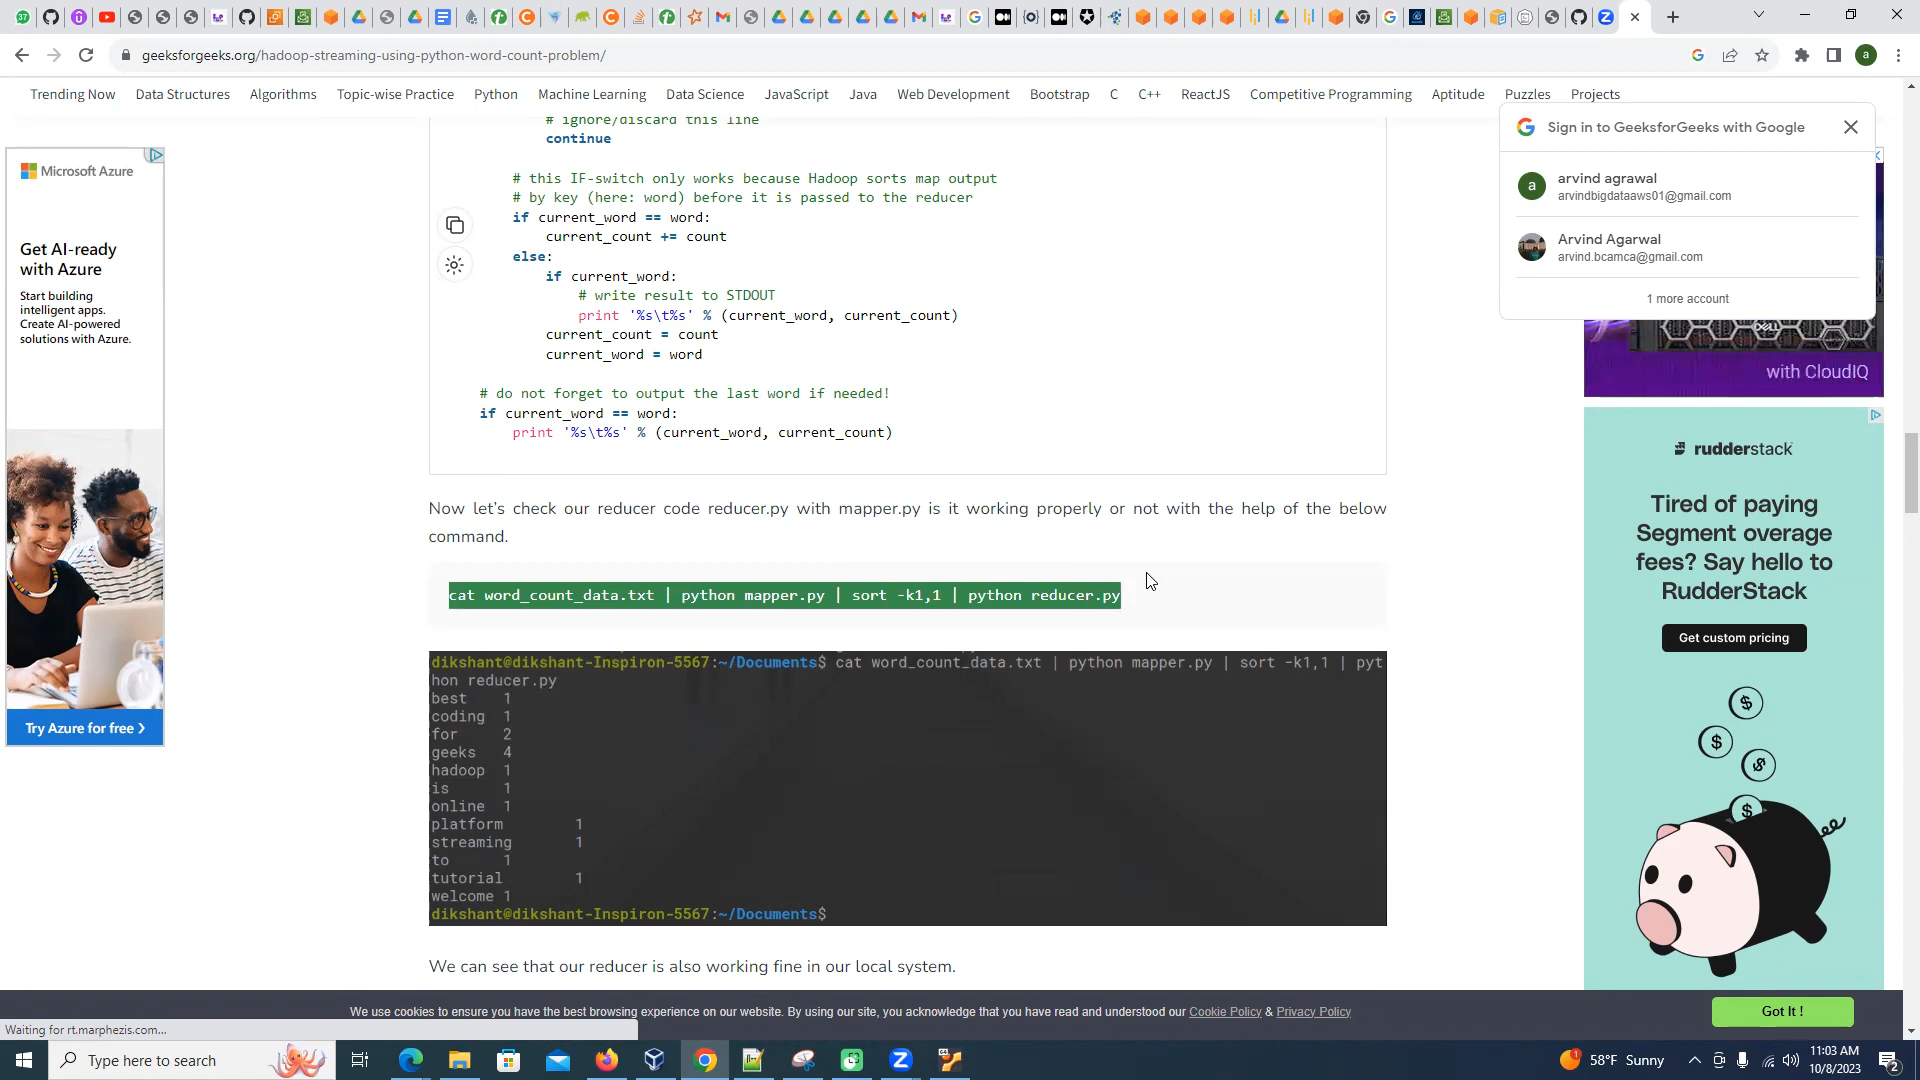 geeksforgeeks.org/hadoop-streaming-using-python-word-count-problem/
a
Trending Now Data Structures Algorithms Topic-wise Practice Python Machine Learning Data Science JavaScript Java Web Development Bootstrap C C++ ReactJS Competitive Programming Aptitude Puzzles Projects
Sign in to GeeksforGeeks with Google
a
arvind agrawal
arvindbigdataaws01@gmail.com
Arvind Agarwal
arvind.bcamca@gmail.com
1 more account
Microsoft Azure
Get AI-ready
with Azure
Start building
intelligent apps.
Create AI-powered
solutions with Azure.
Try Azure for free ❯
# ignore/discard this line
continue
# this IF-switch only works because Hadoop sorts map output
# by key (here: word) before it is passed to the reducer
if current_word == word:
current_count += count
else:
if current_word:
# write result to STDOUT
print '%s\t%s' % (current_word, current_count)
current_count = count
current_word = word
# do not forget to output the last word if needed!
if current_word == word:
print '%s\t%s' % (current_word, current_count)
Now let's check our reducer code reducer.py with mapper.py is it working properly or not with the help of the below
command.
cat word_count_data.txt | python mapper.py | sort -k1,1 | python reducer.py
dikshant@dikshant-Inspiron-5567:~/Documents$ cat word_count_data.txt | python mapper.py | sort -k1,1 | pyt
hon reducer.py
best 1
coding 1
for 2
geeks 4
hadoop 1
is 1
online 1
platform 1
streaming 1
to 1
tutorial 1
welcome 1
dikshant@dikshant-Inspiron-5567:~/Documents$
We can see that our reducer is also working fine in our local system.
DELL
with CloudIQ
rudderstack
Tired of paying
Segment overage
fees? Say hello to
RudderStack
Get custom pricing
We use cookies to ensure you have the best browsing experience on our website. By using our site, you acknowledge that you have read and understood our Cookie Policy & Privacy Policy
Got It !
Waiting for rt.marphezis.com...
Type here to search
58°F Sunny
11:03 AM
10/8/2023
2